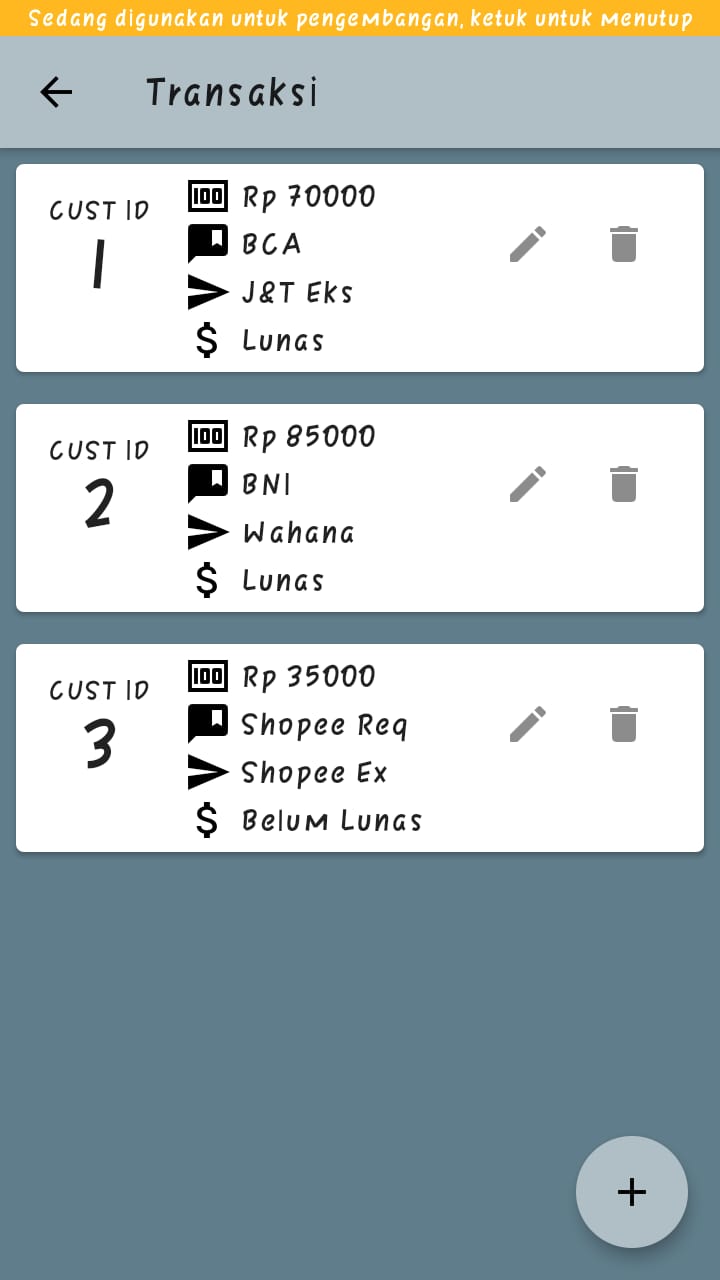 Sedang digunakan untuk pengembangan, ketuk untuk menutup
Transaksi
CUST ID
1
100 Rp 70000
BCA
J&T Eks
$ Lunas
CUST ID
2
100 Rp 85000
BNI
Wahana
$ Lunas
CUST ID
3
100 Rp 35000
Shopee Req
Shopee Ex
$ Belum Lunas